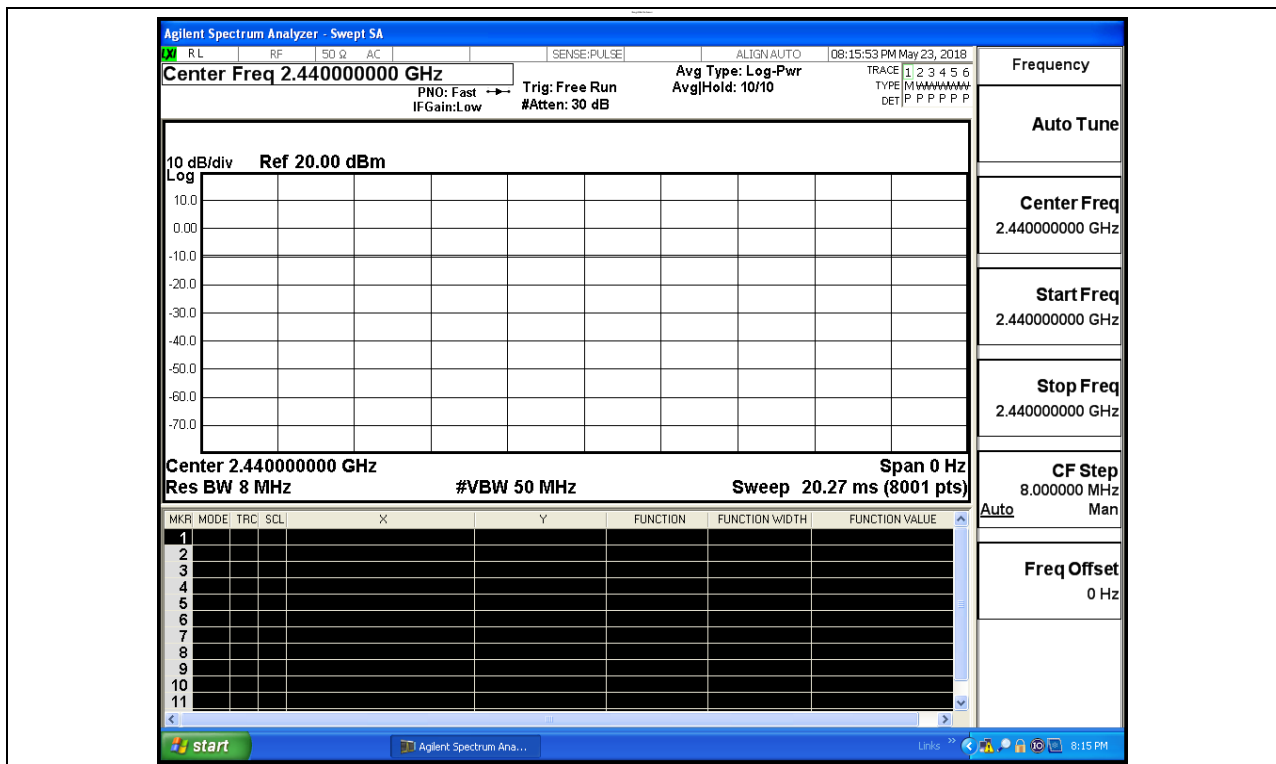 Agilent Spectrum Analyzer - Swept SA
LXI RL RF 50 Ω AC SENSE:PULSE ALIGN AUTO 08:15:53 PM May 23, 2018
Center Freq 2.440000000 GHz
PNO: Fast
IFGain:Low
Trig: Free Run
#Atten: 30 dB
Avg Type: Log-Pwr
Avg|Hold: 10/10
TRACE 1 2 3 4 5 6
TYPE M W W W W W
DET P P P P P P
10 dB/div Ref 20.00 dBm
Log
10.0
0.00
-10.0
-20.0
-30.0
-40.0
-50.0
-60.0
-70.0
Center 2.440000000 GHz Span 0 Hz
Res BW 8 MHz #VBW 50 MHz Sweep 20.27 ms (8001 pts)
MKR MODE TRC SCL X Y FUNCTION FUNCTION WIDTH FUNCTION VALUE
1
2
3
4
5
6
7
8
9
10
11
Frequency
Auto Tune
Center Freq
2.440000000 GHz
Start Freq
2.440000000 GHz
Stop Freq
2.440000000 GHz
CF Step
8.000000 MHz
Auto Man
Freq Offset
0 Hz
start Agilent Spectrum Ana... Links 8:15 PM